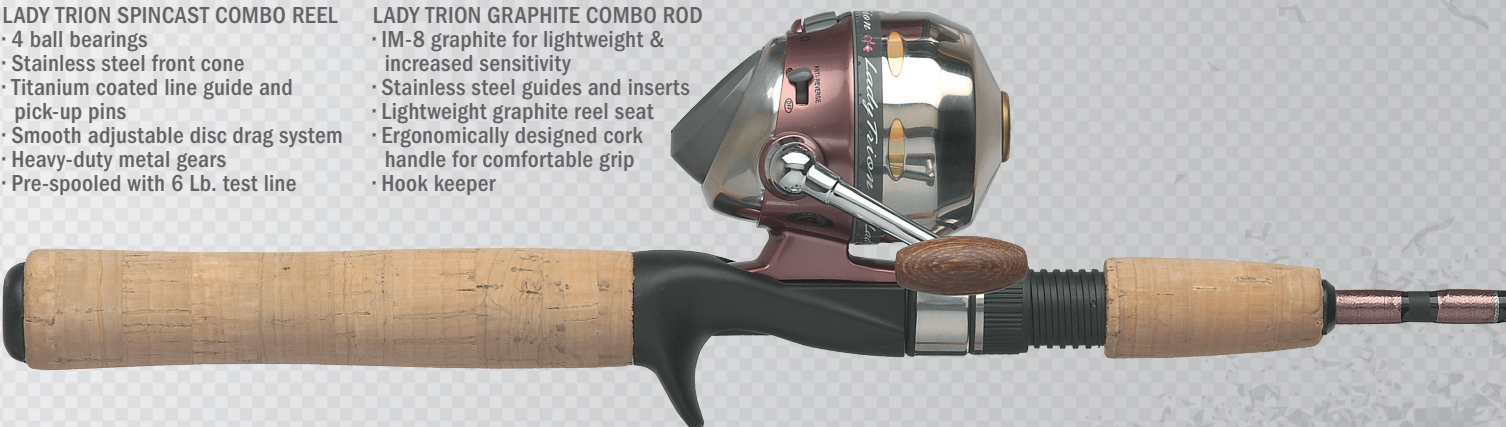 LADY TRION SPINCAST COMBO REEL
· 4 ball bearings
· Stainless steel front cone
· Titanium coated line guide and
pick-up pins
· Smooth adjustable disc drag system
· Heavy-duty metal gears
· Pre-spooled with 6 Lb. test line
LADY TRION GRAPHITE COMBO ROD
· IM-8 graphite for lightweight &
increased sensitivity
· Stainless steel guides and inserts
· Lightweight graphite reel seat
· Ergonomically designed cork
handle for comfortable grip
· Hook keeper
Lady Trion
ANTI-REVERSE
OFF